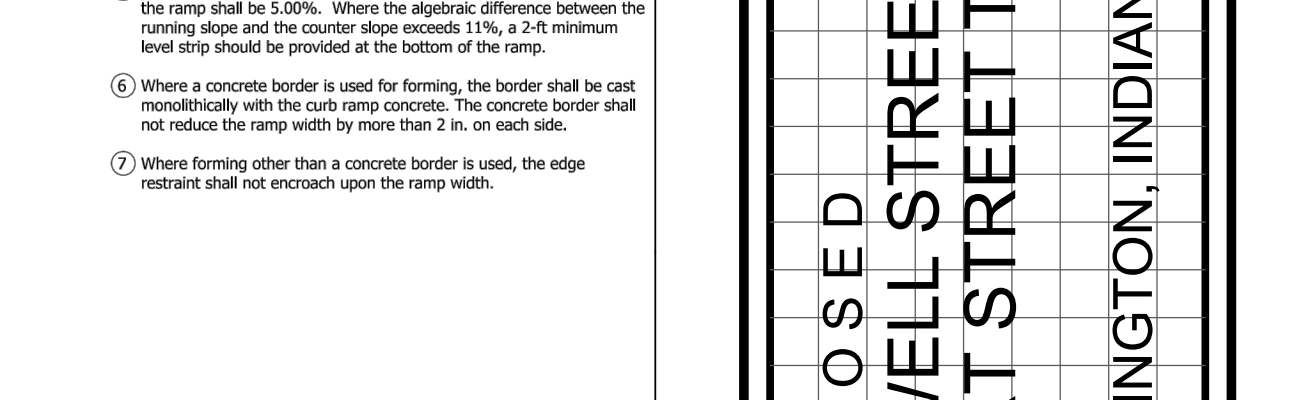 the ramp shall be 5.00%. Where the algebraic difference between the
running slope and the counter slope exceeds 11%, a 2-ft minimum
level strip should be provided at the bottom of the ramp.
6 Where a concrete border is used for forming, the border shall be cast
monolithically with the curb ramp concrete. The concrete border shall
not reduce the ramp width by more than 2 in. on each side.
7 Where forming other than a concrete border is used, the edge
restraint shall not encroach upon the ramp width.
OSED
ELL STREE
T STREET T
INGTON, INDIAN